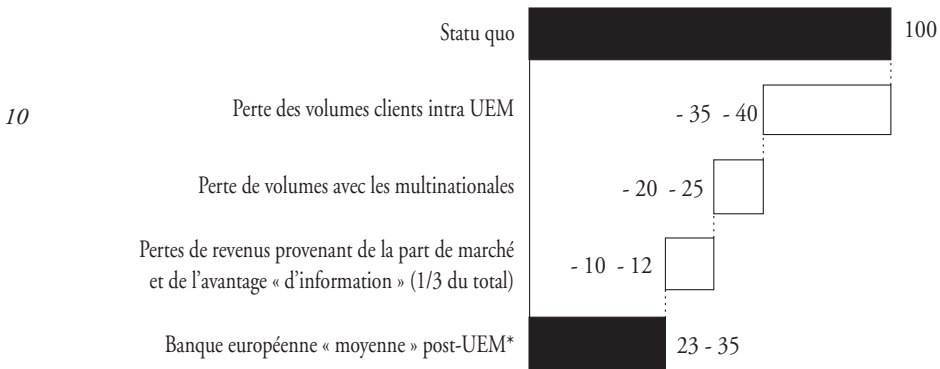 Statu quo 100
10
Perte des volumes clients intra UEM - 35 - 40
Perte de volumes avec les multinationales - 20 - 25
Pertes de revenus provenant de la part de marché
et de l'avantage « d'information » (1/3 du total) - 10 - 12
Banque européenne « moyenne » post-UEM* 23 - 35